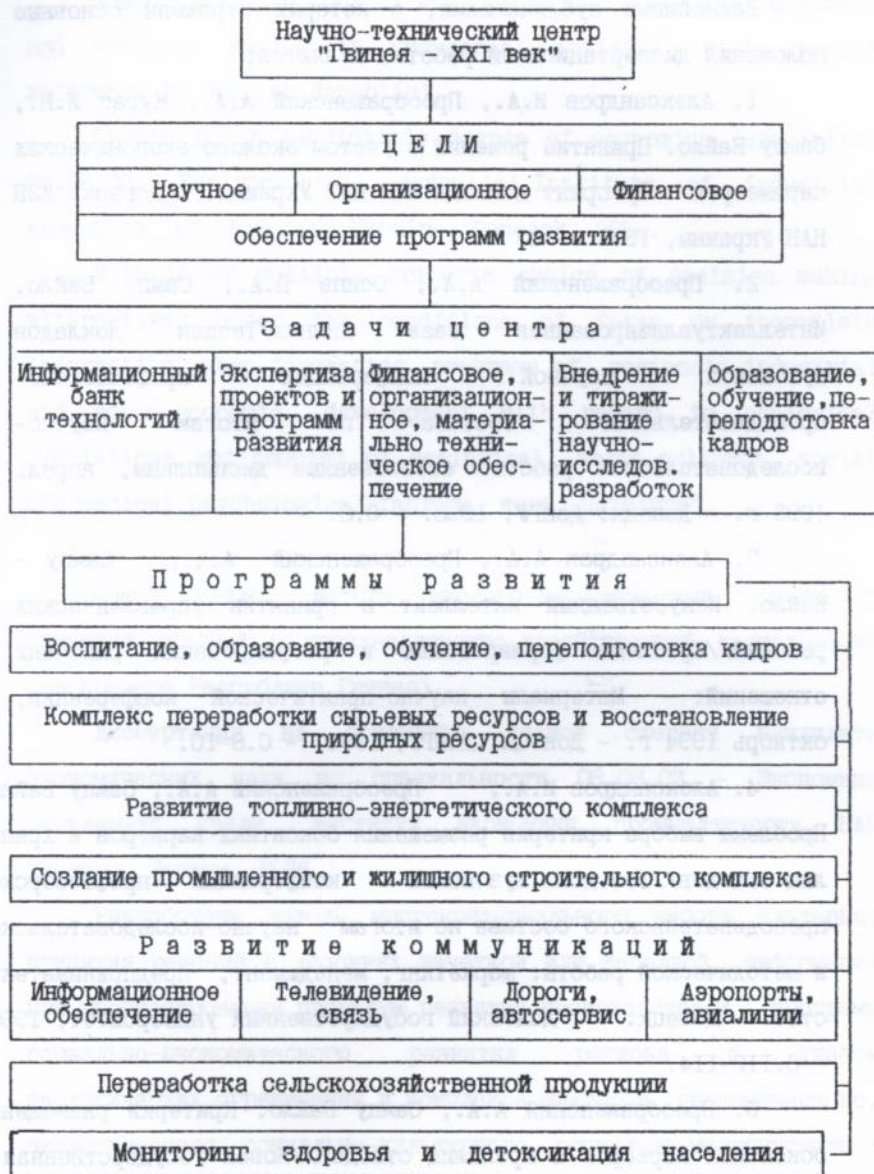 Научно-технический центр
"Гвинея - XXI век"
Ц Е Л И
Научное
Организационное
Финансовое
обеспечение программ развития
З а д а ч и ц е н т р а
Информационный
банк
технологий
Экспертиза
проектов и
программ
развития
Финансовое,
организацион-
ное, материа-
льно техни-
ческое обес-
печение
Внедрение
и тиражи-
рование
научно-
исследов.
разработок
Образование,
обучение,пе-
реподготовка
кадров
П р о г р а м м ы р а з в и т и я
Воспитание, образование, обучение, переподготовка кадров
Комплекс переработки сырьевых ресурсов и восстановление
природных ресурсов
Развитие топливно-энергетического комплекса
Создание промышленного и жилищного строительного комплекса
Р а з в и т и е к о м м у н и к а ц и й
Информационное
обеспечение
Телевидение,
связь
Дороги,
автосервис
Аэропорты,
авиалинии
Переработка сельскохозяйственной продукции
Мониторинг здоровья и детоксикация населения